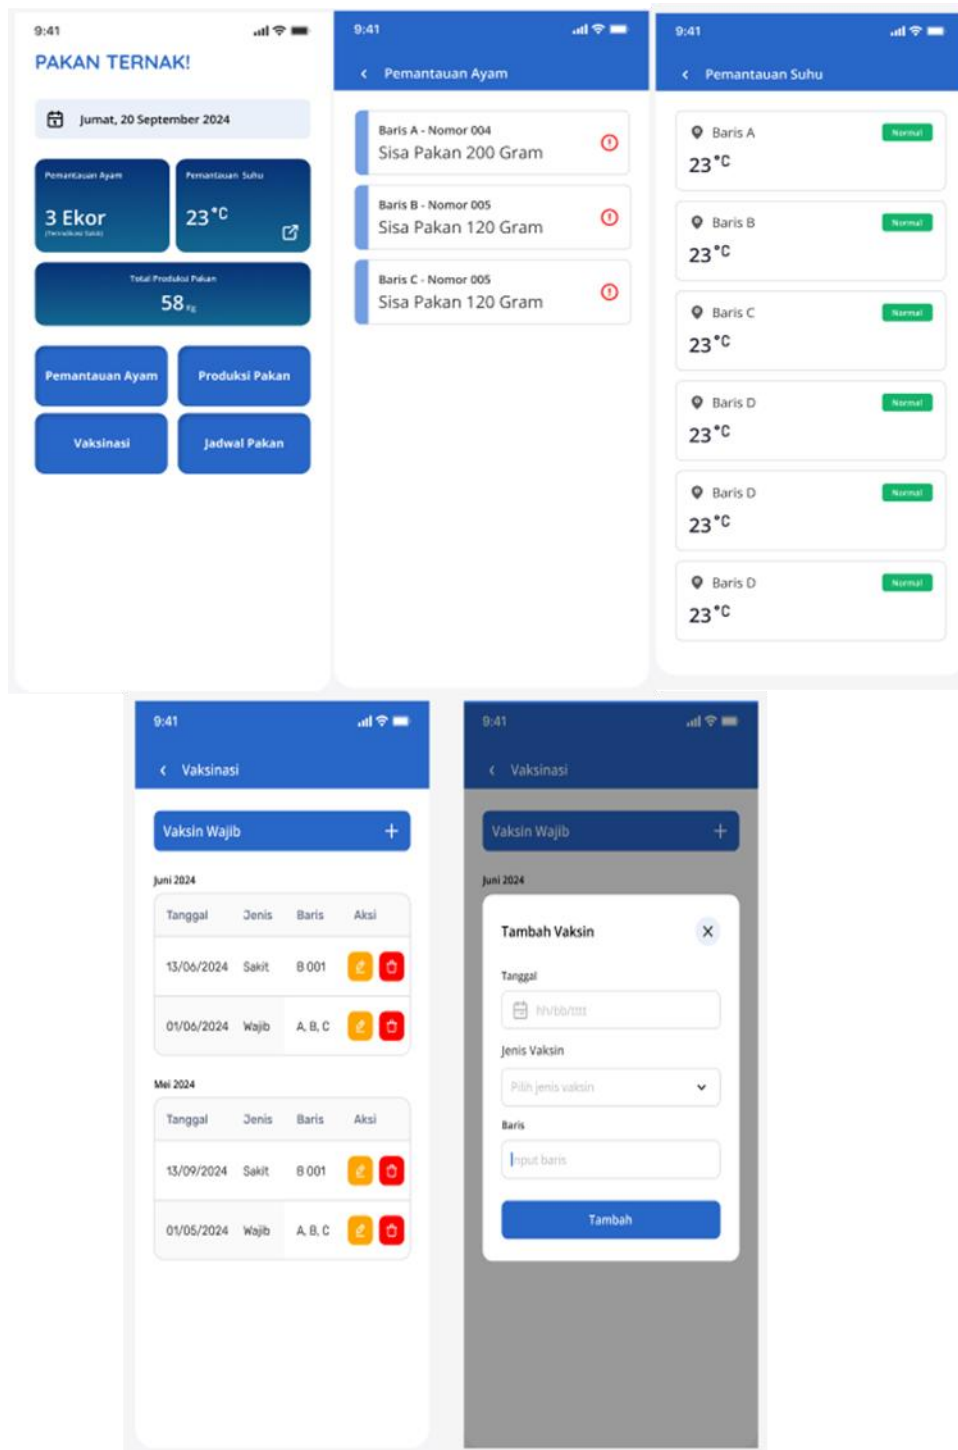 9:41
PAKAN TERNAK!
Jumat, 20 September 2024
Pemantauan Ayam
3 Ekor
(Terindikasi Sakit)
Pemantauan Suhu
23°C
Total Produksi Pakan
58 Kg
Pemantauan Ayam
Produksi Pakan
Vaksinasi
Jadwal Pakan
9:41
Pemantauan Ayam
Baris A - Nomor 004
Sisa Pakan 200 Gram
Baris B - Nomor 005
Sisa Pakan 120 Gram
Baris C - Nomor 005
Sisa Pakan 120 Gram
9:41
Pemantauan Suhu
Baris A
Normal
23°C
Baris B
Normal
23°C
Baris C
Normal
23°C
Baris D
Normal
23°C
Baris D
Normal
23°C
Baris D
Normal
23°C
9:41
Vaksinasi
Vaksin Wajib
Juni 2024
Tanggal Jenis Baris Aksi
13/06/2024 Sakit B 001
01/06/2024 Wajib A, B, C
Mei 2024
Tanggal Jenis Baris Aksi
13/09/2024 Sakit B 001
01/05/2024 Wajib A, B, C
9:41
Vaksinasi
Vaksin Wajib
Juni 2024
Tambah Vaksin
Tanggal
hh/bb/tttt
Jenis Vaksin
Pilih jenis vaksin
Baris
Input baris
Tambah